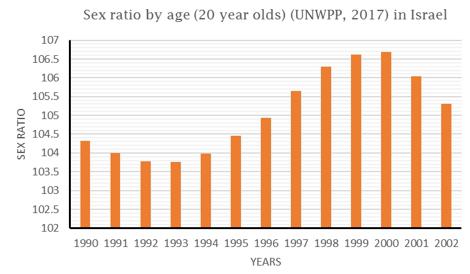 Sex ratio by age (20 year olds) (UNWPP, 2017) in Israel
107
106.5
106
105.5
105
104.5
104
103.5
103
102.5
102
SEX RATIO
1990 1991 1992 1993 1994 1995 1996 1997 1998 1999 2000 2001 2002
YEARS